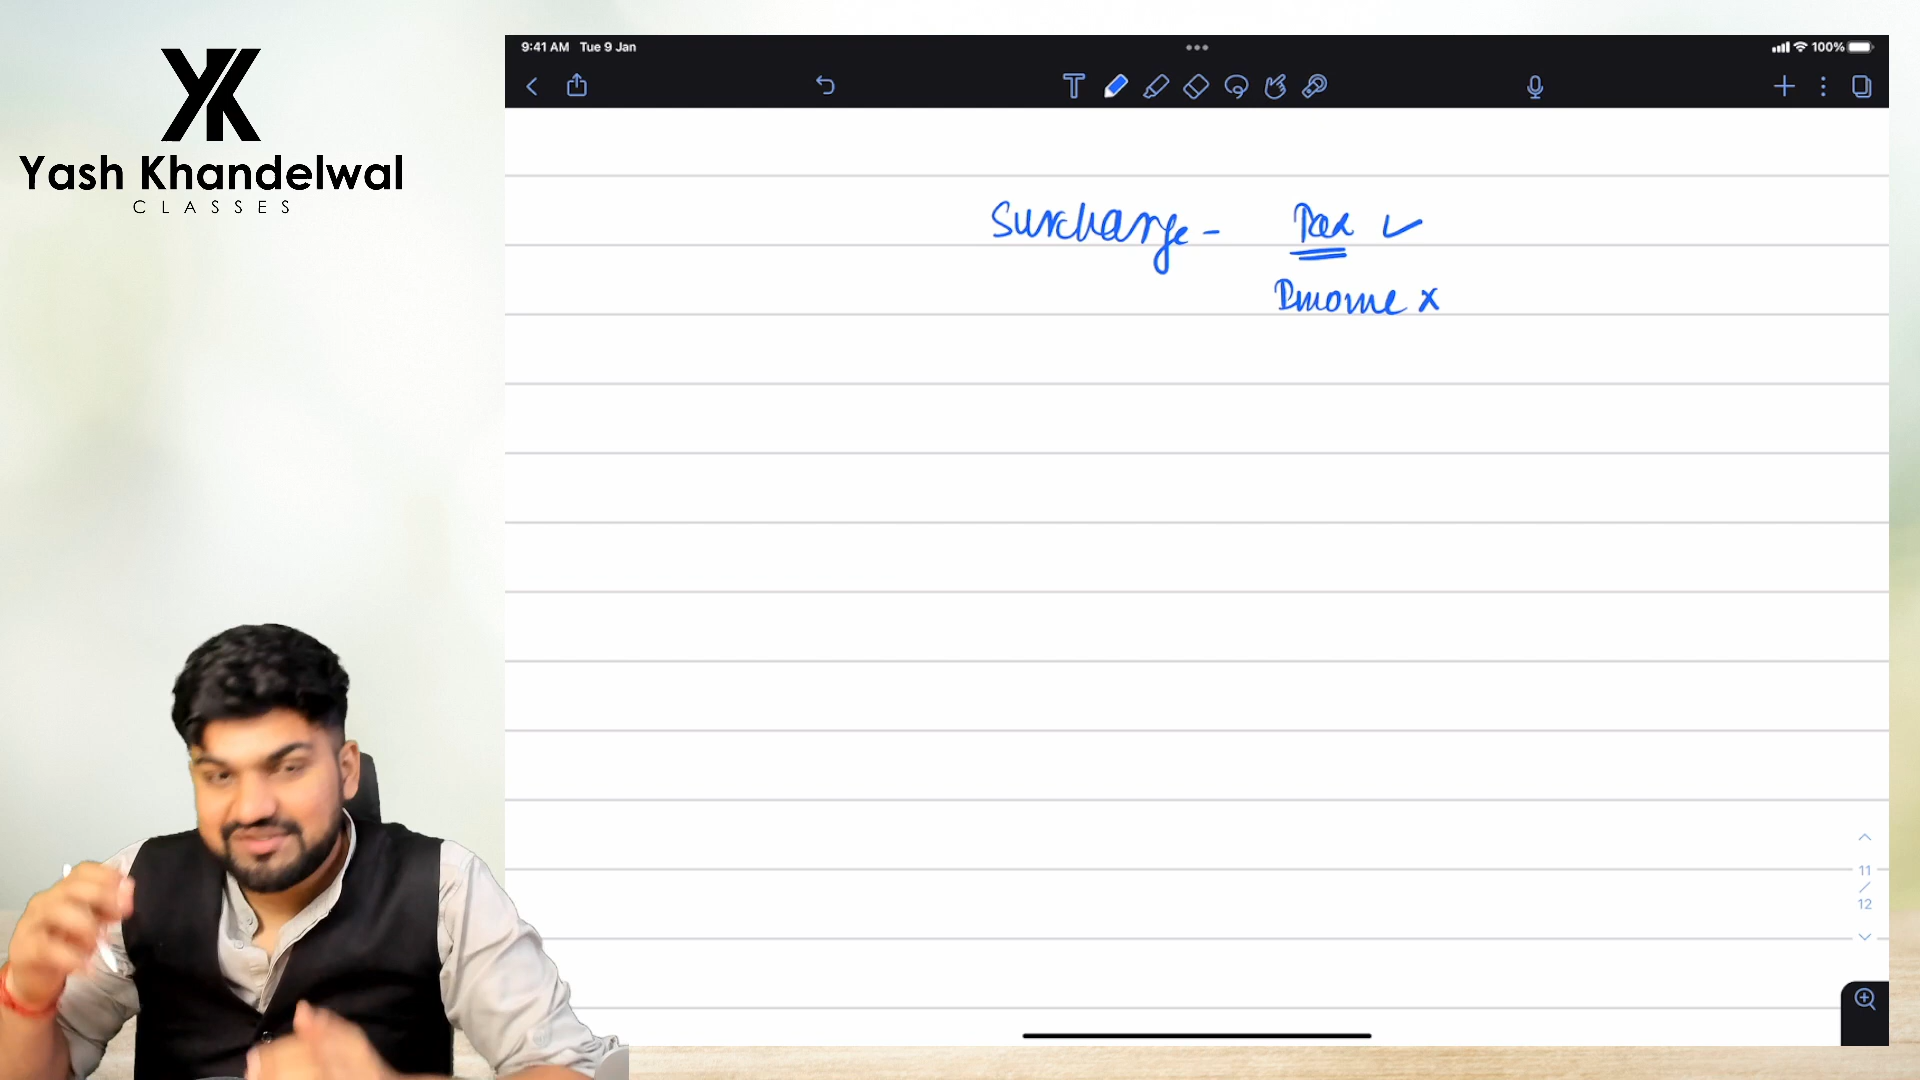 Yash Khandelwal
CLASSES
9:41 AM Tue 9 Jan
100%
Surcharge - Tax ✓
Income x
11
/
12